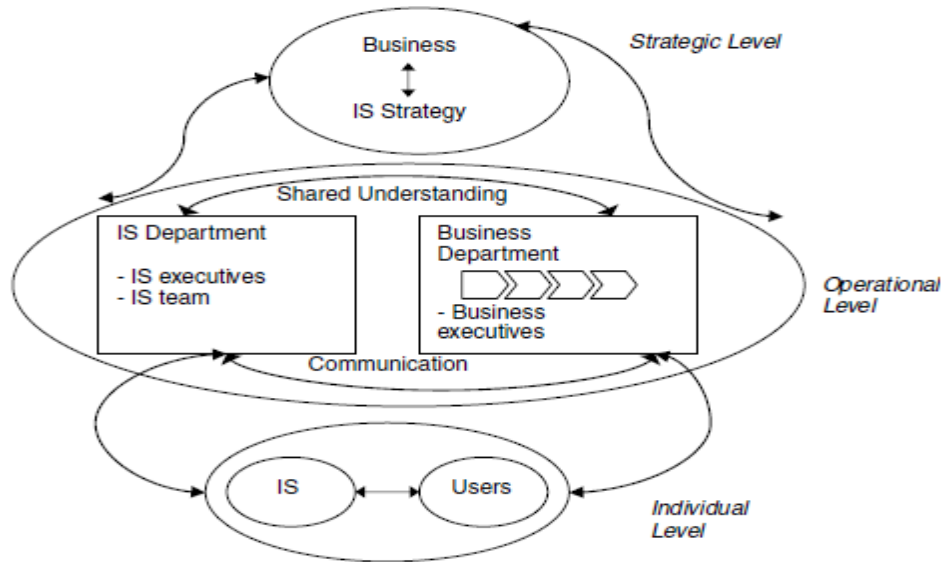 Business
IS Strategy
Strategic Level
Shared Understanding
IS Department
- IS executives
- IS team
Business
Department
- Business
executives
Operational
Level
Communication
IS
Users
Individual
Level